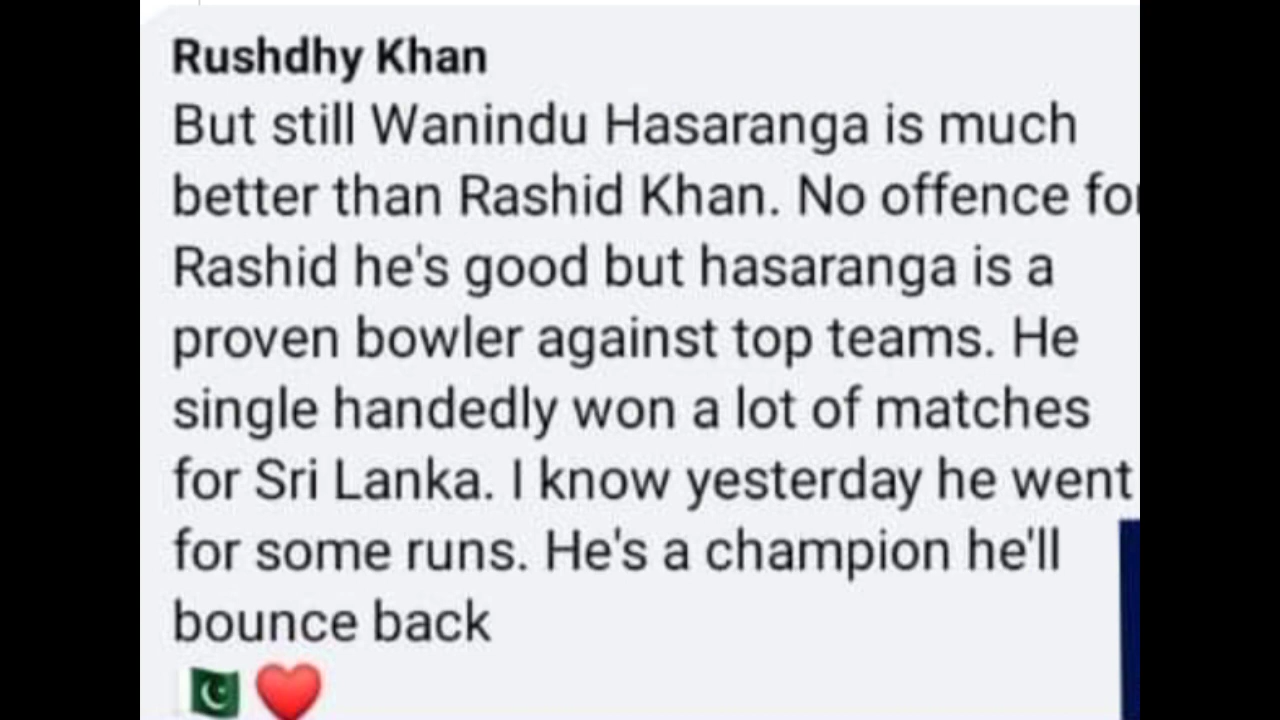 Rushdhy Khan
But still Wanindu Hasaranga is much
better than Rashid Khan. No offence for
Rashid he's good but hasaranga is a
proven bowler against top teams. He
single handedly won a lot of matches
for Sri Lanka. I know yesterday he went
for some runs. He's a champion he'll
bounce back
🇵🇰❤️